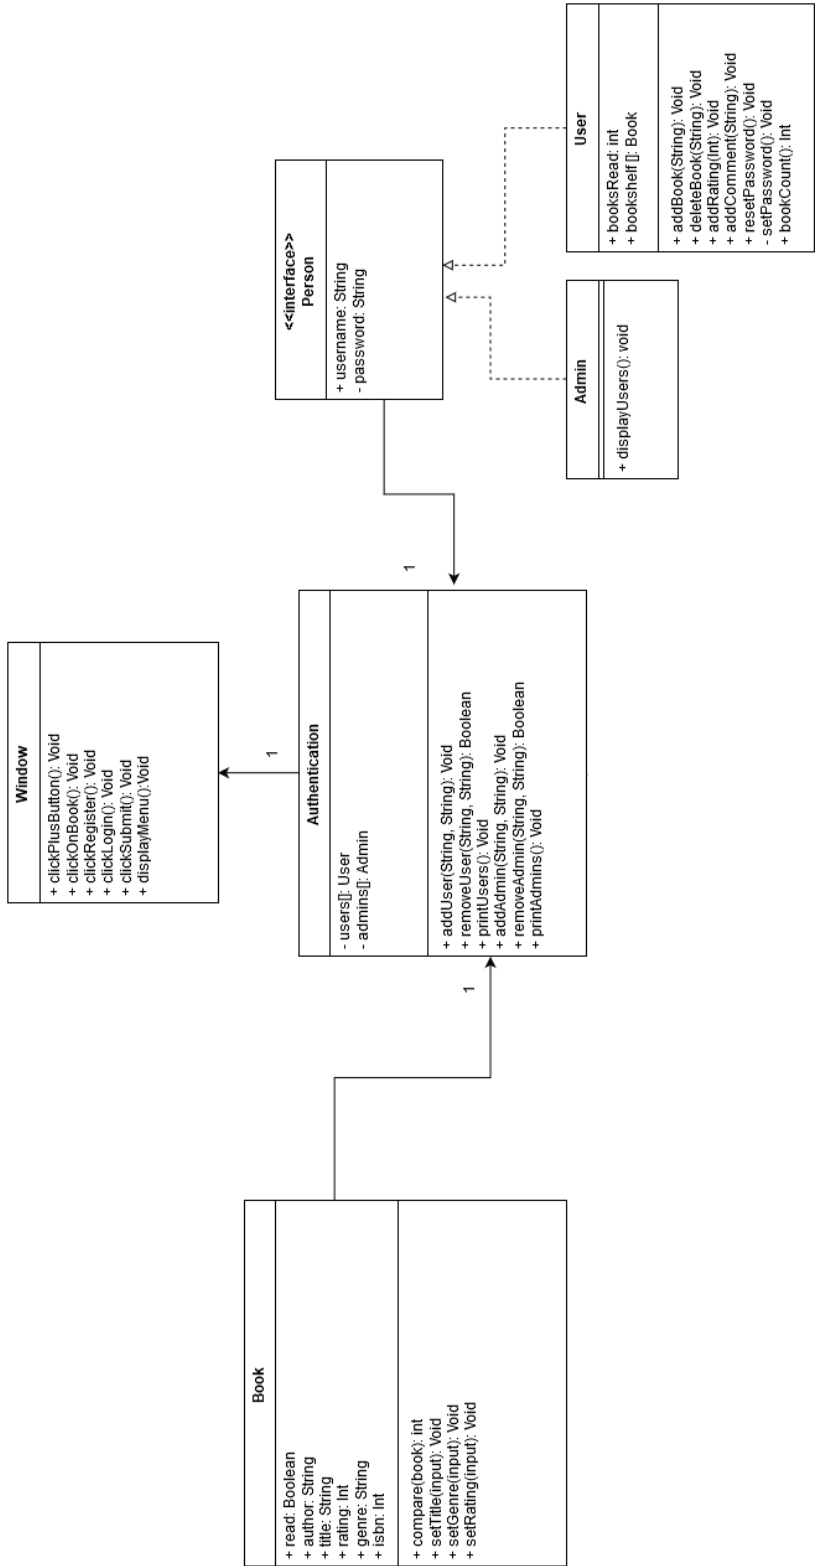 Window
+ clickPlusButton(): Void
+ clickOnBook(): Void
+ clickRegister(): Void
+ clickLogin(): Void
+ clickSubmit(): Void
+ displayMenu():Void
1
Book
+ read: Boolean
+ author: String
+ title: String
+ rating: Int
+ genre: String
+ isbn: Int
+ compare(book): int
+ setTitle(input): Void
+ setGenre(input): Void
+ setRating(input): Void
1
Authentication
- users[]: User
- admins[]: Admin
+ addUser(String, String): Void
+ removeUser(String, String): Boolean
+ printUsers(): Void
+ addAdmin(String, String): Void
+ removeAdmin(String, String): Boolean
+ printAdmins(): Void
1
<<interface>>
Person
+ username: String
- password: String
Admin
+ displayUsers(): void
User
+ booksRead: int
+ bookshelf []: Book
+ addBook(String): Void
+ deleteBook(String): Void
+ addRating(Int): Void
+ addComment(String): Void
+ resetPassword(): Void
- setPassword(): Void
+ bookCount(): Int